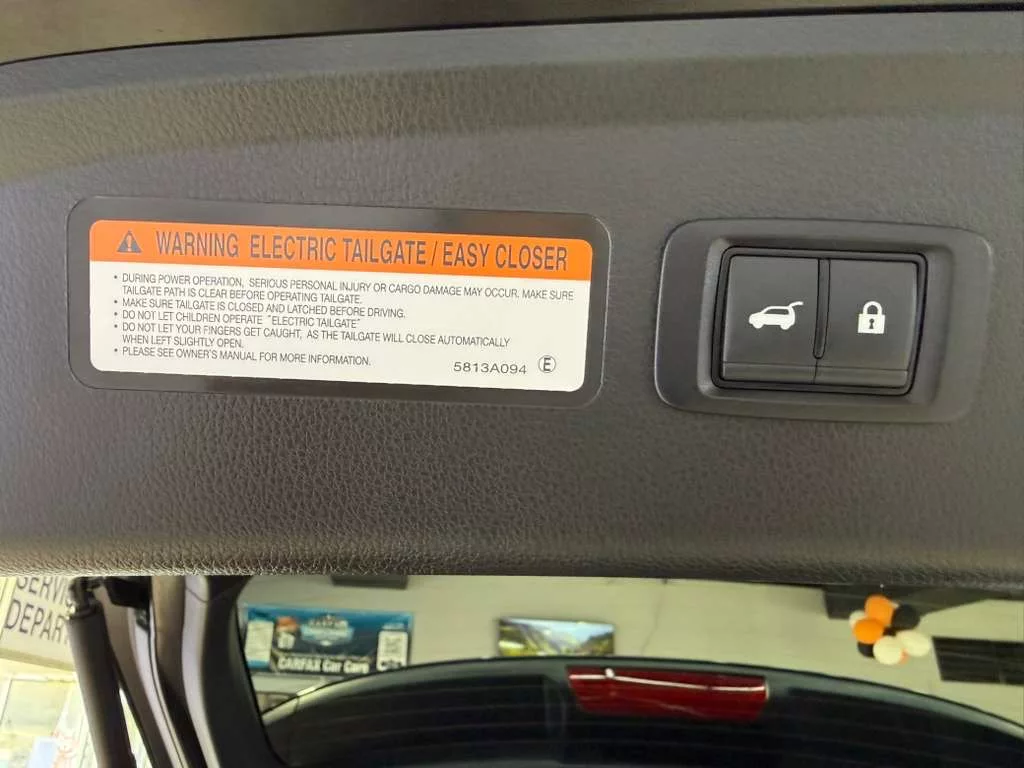 WARNING ELECTRIC TAILGATE / EASY CLOSER
• DURING POWER OPERATION, SERIOUS PERSONAL INJURY OR CARGO DAMAGE MAY OCCUR. MAKE SURE
TAILGATE PATH IS CLEAR BEFORE OPERATING TAILGATE.
• MAKE SURE TAILGATE IS CLOSED AND LATCHED BEFORE DRIVING.
• DO NOT LET CHILDREN OPERATE "ELECTRIC TAILGATE"
• DO NOT LET YOUR FINGERS GET CAUGHT, AS THE TAILGATE WILL CLOSE AUTOMATICALLY
WHEN LEFT SLIGHTLY OPEN.
• PLEASE SEE OWNER'S MANUAL FOR MORE INFORMATION.
5813A094 E
SERVIC
DEPAR
CARFAX Car Care